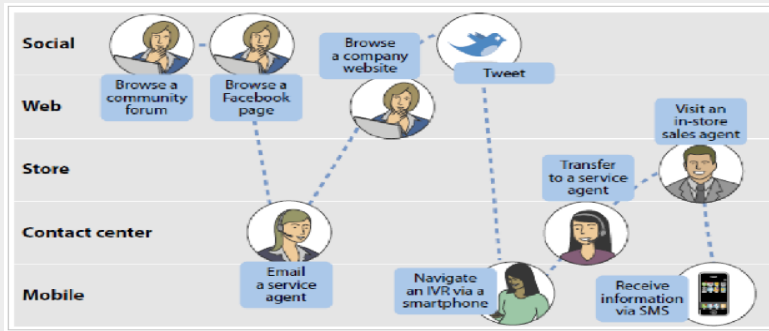 Social
Browse a
community
forum
Browse a
Facebook
page
Browse
a company
website
Tweet
Web
Visit an
in-store
sales agent
Store
Transfer
to a service
agent
Contact center
Email
a service
agent
Mobile
Navigate
an IVR via a
smartphone
Receive
information
via SMS